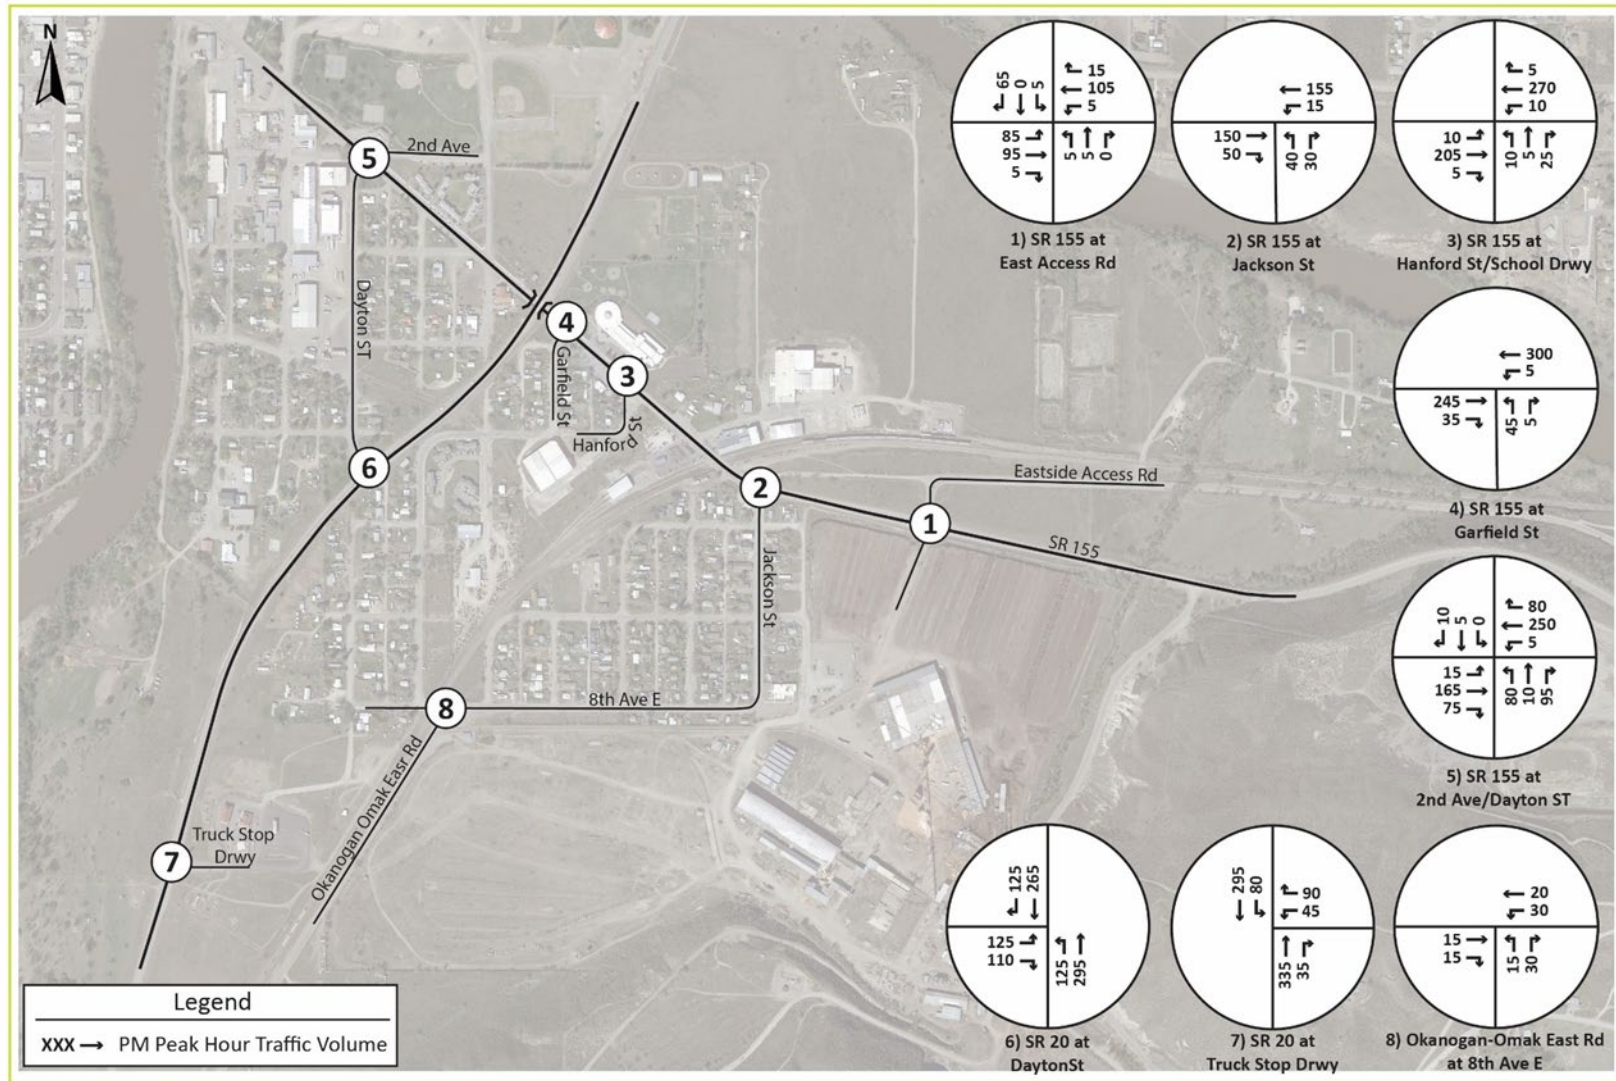 N
2nd Ave
5
Dayton ST
4
Garfield St
3
Hanford St
6
2
Eastside Access Rd
1
SR 155
Jackson St
8th Ave E
8
Okanogan Omak Easr Rd
Truck Stop
Drwy
7
65 0 5
15
105
5
85
95
5
5 5 0
1) SR 155 at
East Access Rd
155
15
150
50
40 30
2) SR 155 at
Jackson St
5
270
10
10
205
5
10 5 25
3) SR 155 at
Hanford St/School Drwy
300
5
245
35
45 5
4) SR 155 at
Garfield St
10 5 0
80
250
5
15
165
75
80 10 95
5) SR 155 at
2nd Ave/Dayton ST
125 265
125
110
125 295
6) SR 20 at
DaytonSt
295 80
90
45
335 35
7) SR 20 at
Truck Stop Drwy
20
30
15
15
15 30
8) Okanogan-Omak East Rd
at 8th Ave E
Legend
XXX → PM Peak Hour Traffic Volume